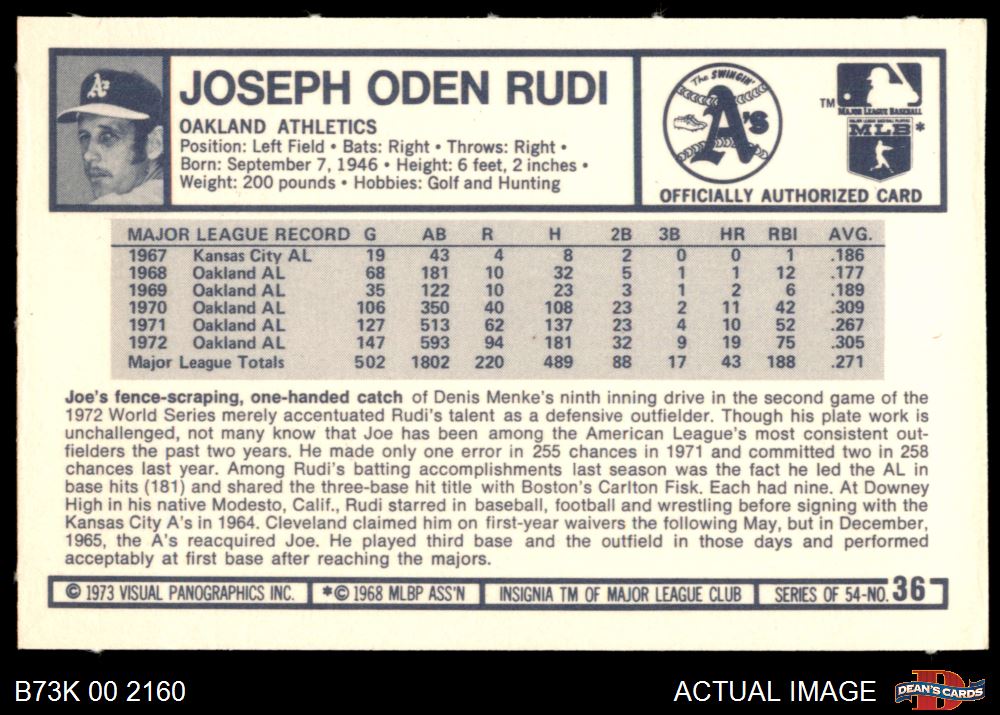 JOSEPH ODEN RUDI
OAKLAND ATHLETICS
Position: Left Field • Bats: Right • Throws: Right •
Born: September 7, 1946 • Height: 6 feet, 2 inches •
Weight: 200 pounds • Hobbies: Golf and Hunting
A's
The SWINGIN'
A's
TM
MAJOR LEAGUE BASEBALL
MAJOR LEAGUE BASEBALL PLAYERS
MLB*
OFFICIALLY AUTHORIZED CARD
MAJOR LEAGUE RECORD G AB R H 2B 3B HR RBI AVG.
1967 Kansas City AL 19 43 4 8 2 0 0 1 .186
1968 Oakland AL 68 181 10 32 5 1 1 12 .177
1969 Oakland AL 35 122 10 23 3 1 2 6 .189
1970 Oakland AL 106 350 40 108 23 2 11 42 .309
1971 Oakland AL 127 513 62 137 23 4 10 52 .267
1972 Oakland AL 147 593 94 181 32 9 19 75 .305
Major League Totals 502 1802 220 489 88 17 43 188 .271
Joe's fence-scraping, one-handed catch of Denis Menke's ninth inning drive in the second game of the
1972 World Series merely accentuated Rudi's talent as a defensive outfielder. Though his plate work is
unchallenged, not many know that Joe has been among the American League's most consistent out-
fielders the past two years. He made only one error in 255 chances in 1971 and committed two in 258
chances last year. Among Rudi's batting accomplishments last season was the fact he led the AL in
base hits (181) and shared the three-base hit title with Boston's Carlton Fisk. Each had nine. At Downey
High in his native Modesto, Calif., Rudi starred in baseball, football and wrestling before signing with the
Kansas City A's in 1964. Cleveland claimed him on first-year waivers the following May, but in December,
1965, the A's reacquired Joe. He played third base and the outfield in those days and performed
acceptably at first base after reaching the majors.
© 1973 VISUAL PANOGRAPHICS INC. *© 1968 MLBP ASS'N INSIGNIA TM OF MAJOR LEAGUE CLUB SERIES OF 54-NO. 36
B73K 00 2160 ACTUAL IMAGE DEAN'S CARDS